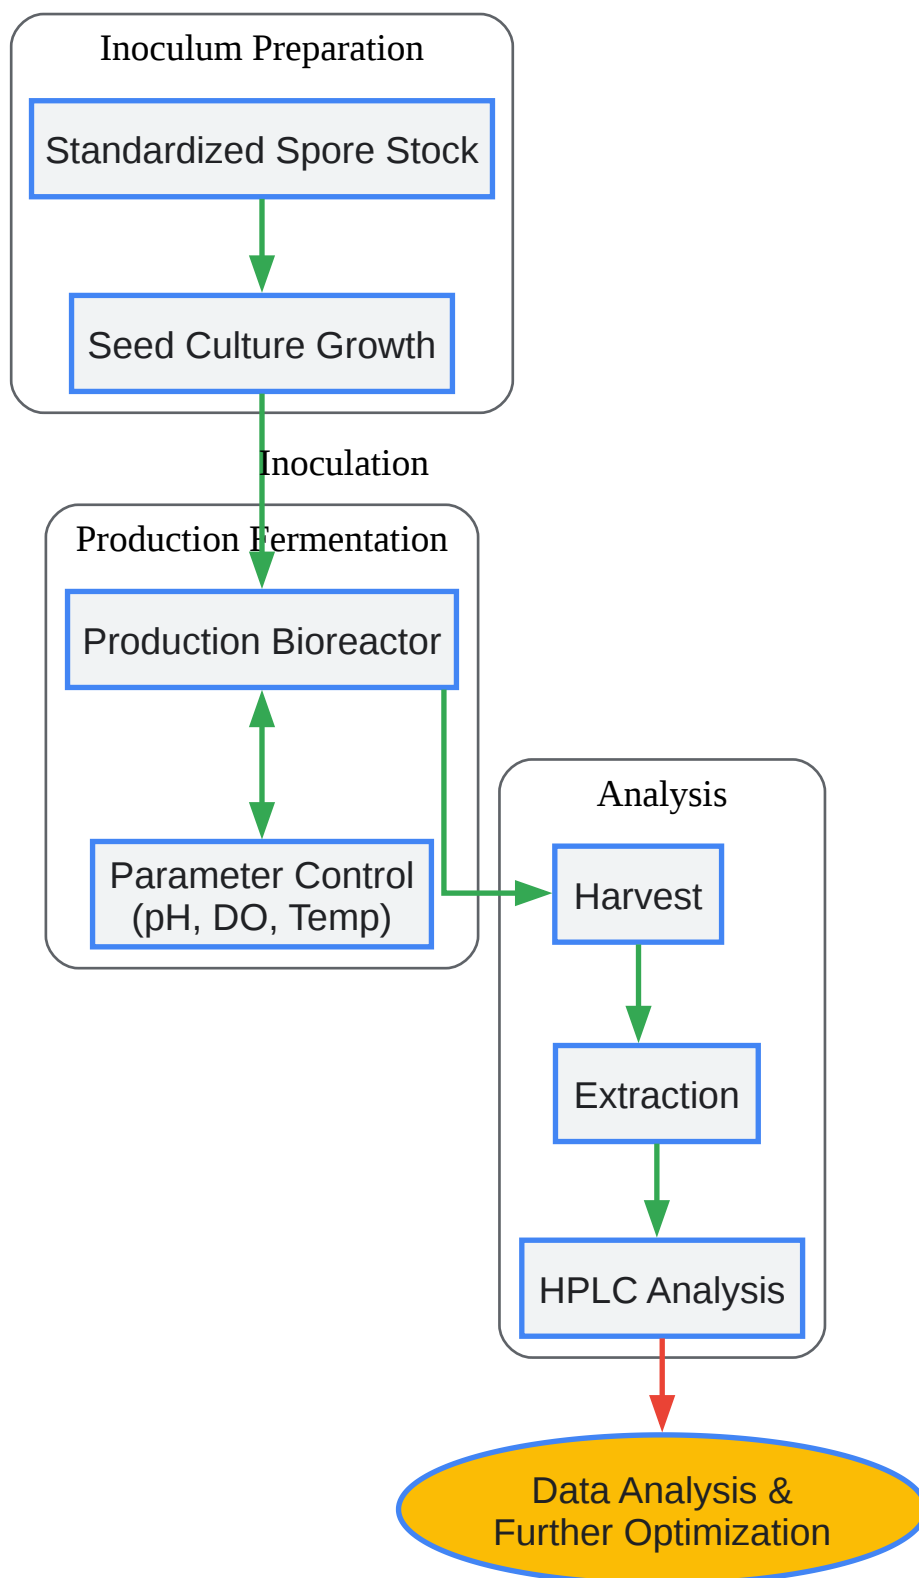 Inoculum Preparation
Standardized Spore Stock
Seed Culture Growth
Inoculation
Production Fermentation
Production Bioreactor
Parameter Control
(pH, DO, Temp)
Analysis
Harvest
Extraction
HPLC Analysis
Data Analysis &
Further Optimization